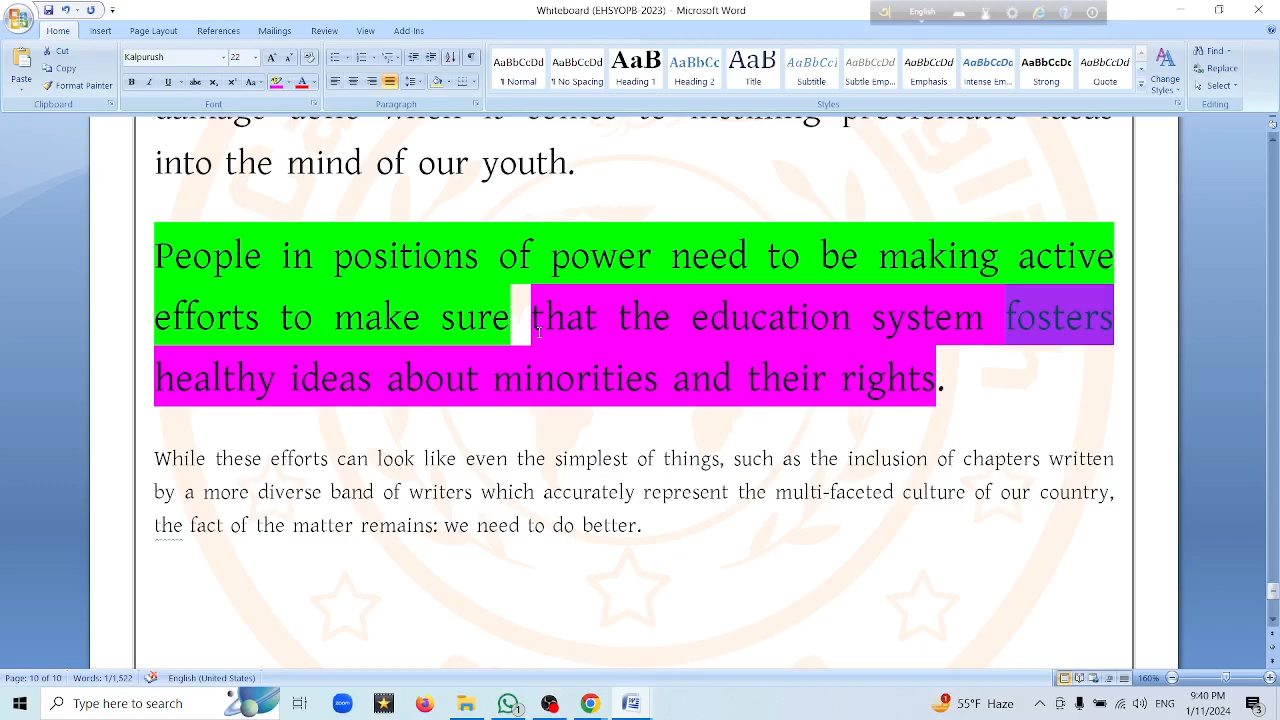 Whiteboard (EHSYOPB-2023) - Microsoft Word
English
Home Insert Page Layout References Mailings Review View Add-Ins
Paste
Cut
Copy
Format Painter
Clipboard
Kalpurush 22
Font
Paragraph
AaBbCcDd AaBbCcDd AaB AaBbCc AaB AaBbCcDd AaBbCcDd AaBbCcDd AaBbCcDd AaBbCcDd AaBbCcDd
¶ Normal ¶ No Spacing Heading 1 Heading 2 Title Subtitle Subtle Emp... Emphasis Intense Em... Strong Quote
Styles
Change Styles
Find
Replace
Select
Editing
into the mind of our youth.
People in positions of power need to be making active
efforts to make sure that the education system fosters
healthy ideas about minorities and their rights.
While these efforts can look like even the simplest of things, such as the inclusion of chapters written
by a more diverse band of writers which accurately represent the multi-faceted culture of our country,
the fact of the matter remains: we need to do better.
Page: 10 of 10 Words: 1/1,522 English (United States) 160%
Type here to search
zoom
1
1
55°F Haze
ENG
9:40 PM
1/11/2024
3